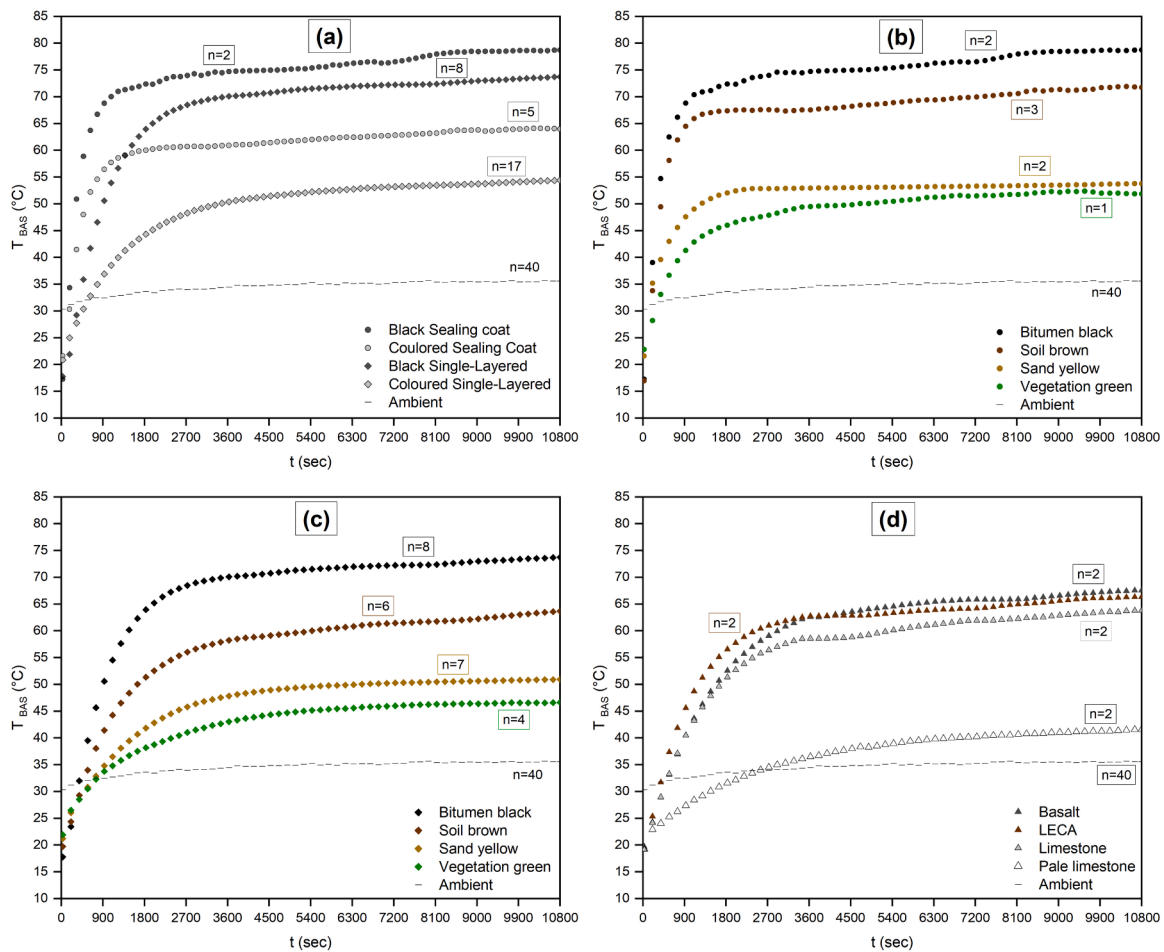 (a)
85
80
75
70
65
60
55
50
45
40
35
30
25
20
15
10
T BAS (°C)
n=2
n=8
n=5
n=17
n=40
Black Sealing coat
Coulored Sealing Coat
Black Single-Layered
Coloured Single-Layered
Ambient
0 900 1800 2700 3600 4500 5400 6300 7200 8100 9000 9900 10800
t (sec)
(b)
85
80
75
70
65
60
55
50
45
40
35
30
25
20
15
10
T BAS (°C)
n=2
n=3
n=2
n=1
n=40
Bitumen black
Soil brown
Sand yellow
Vegetation green
Ambient
0 900 1800 2700 3600 4500 5400 6300 7200 8100 9000 9900 10800
t (sec)
(c)
85
80
75
70
65
60
55
50
45
40
35
30
25
20
15
10
T BAS (°C)
n=8
n=6
n=7
n=4
n=40
Bitumen black
Soil brown
Sand yellow
Vegetation green
Ambient
0 900 1800 2700 3600 4500 5400 6300 7200 8100 9000 9900 10800
t (sec)
(d)
85
80
75
70
65
60
55
50
45
40
35
30
25
20
15
10
T BAS (°C)
n=2
n=2
n=2
n=2
n=40
Basalt
LECA
Limestone
Pale limestone
Ambient
0 900 1800 2700 3600 4500 5400 6300 7200 8100 9000 9900 10800
t (sec)